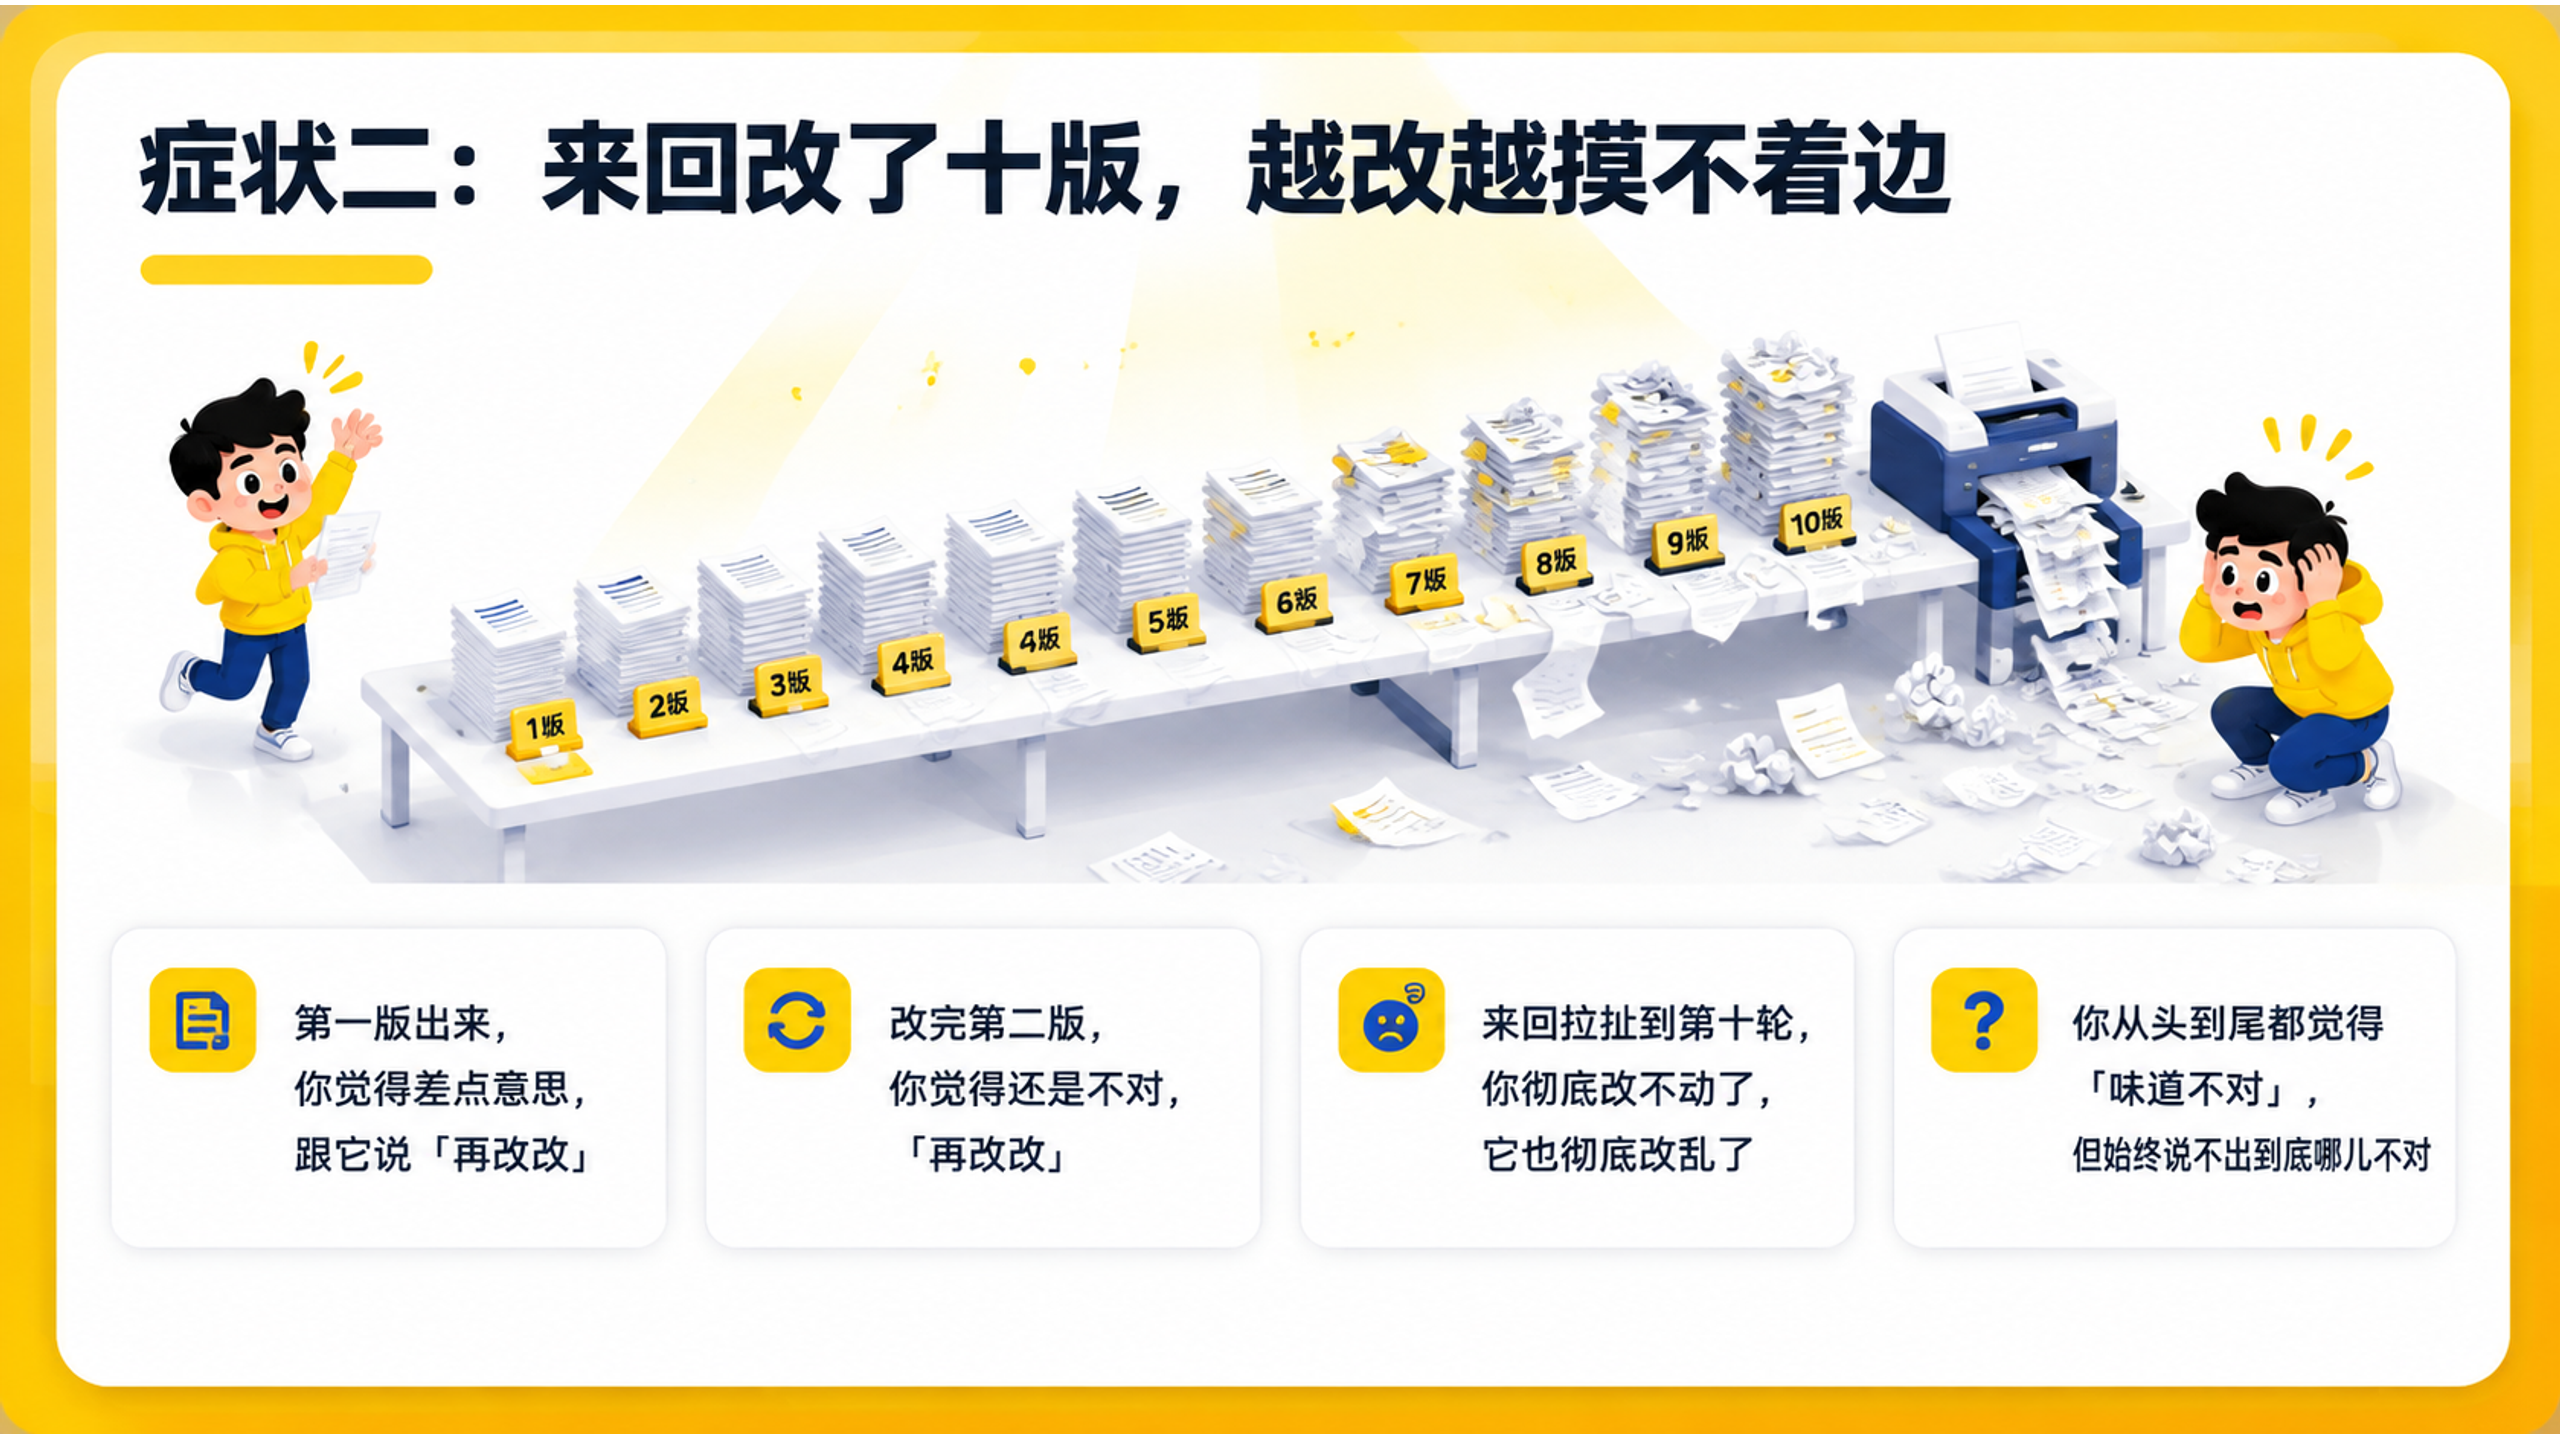 症状二：来回改了十版，越改越摸不着边
1版
2版
3版
4版
4版
5版
6版
7版
8版
9版
10版
第一版出来，
你觉得差点意思，
跟它说「再改改」
改完第二版，
你觉得还是不对，
「再改改」
来回拉扯到第十轮，
你彻底改不动了，
它也彻底改乱了
你从头到尾都觉得
「味道不对」，
但始终说不出到底哪儿不对